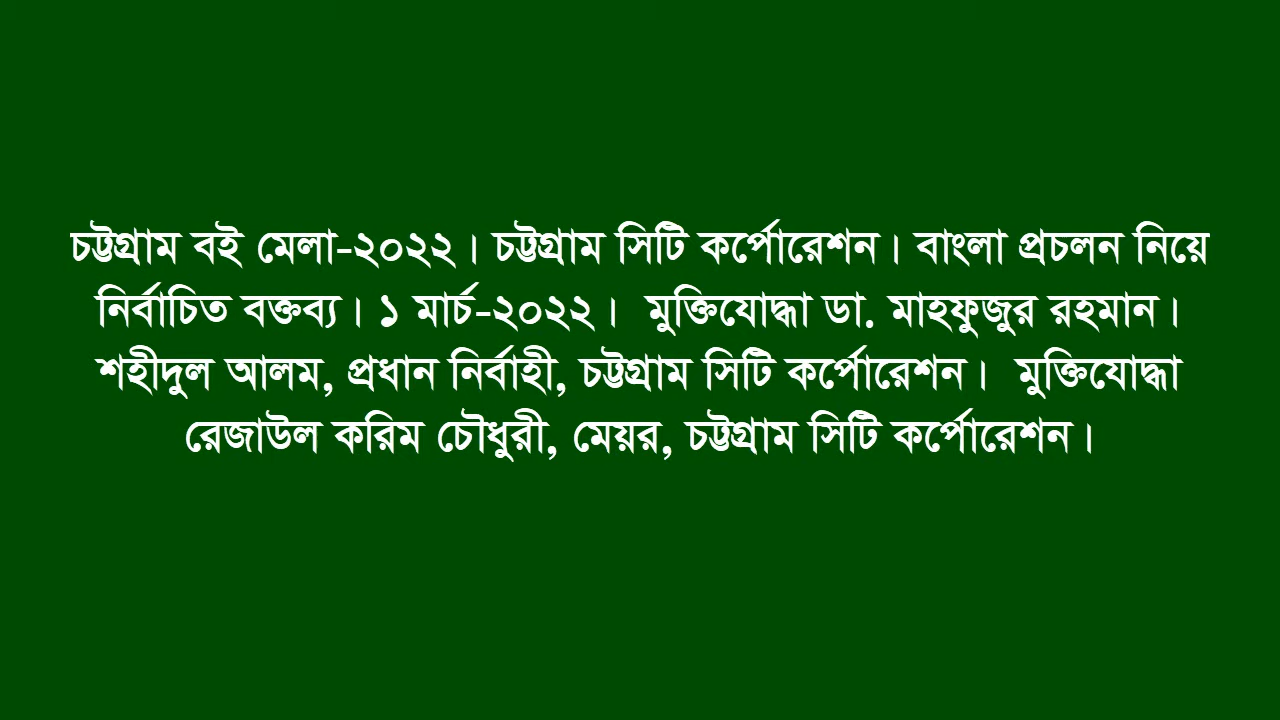 চট্টগ্রাম বই মেলা-২০২২। চট্টগ্রাম সিটি কর্পোরেশন। বাংলা প্রচলন নিয়ে
নির্বাচিত বক্তব্য। ১ মার্চ-২০২২। মুক্তিযোদ্ধা ডা. মাহফুজুর রহমান।
শহীদুল আলম, প্রধান নির্বাহী, চট্টগ্রাম সিটি কর্পোরেশন। মুক্তিযোদ্ধা
রেজাউল করিম চৌধুরী, মেয়র, চট্টগ্রাম সিটি কর্পোরেশন।